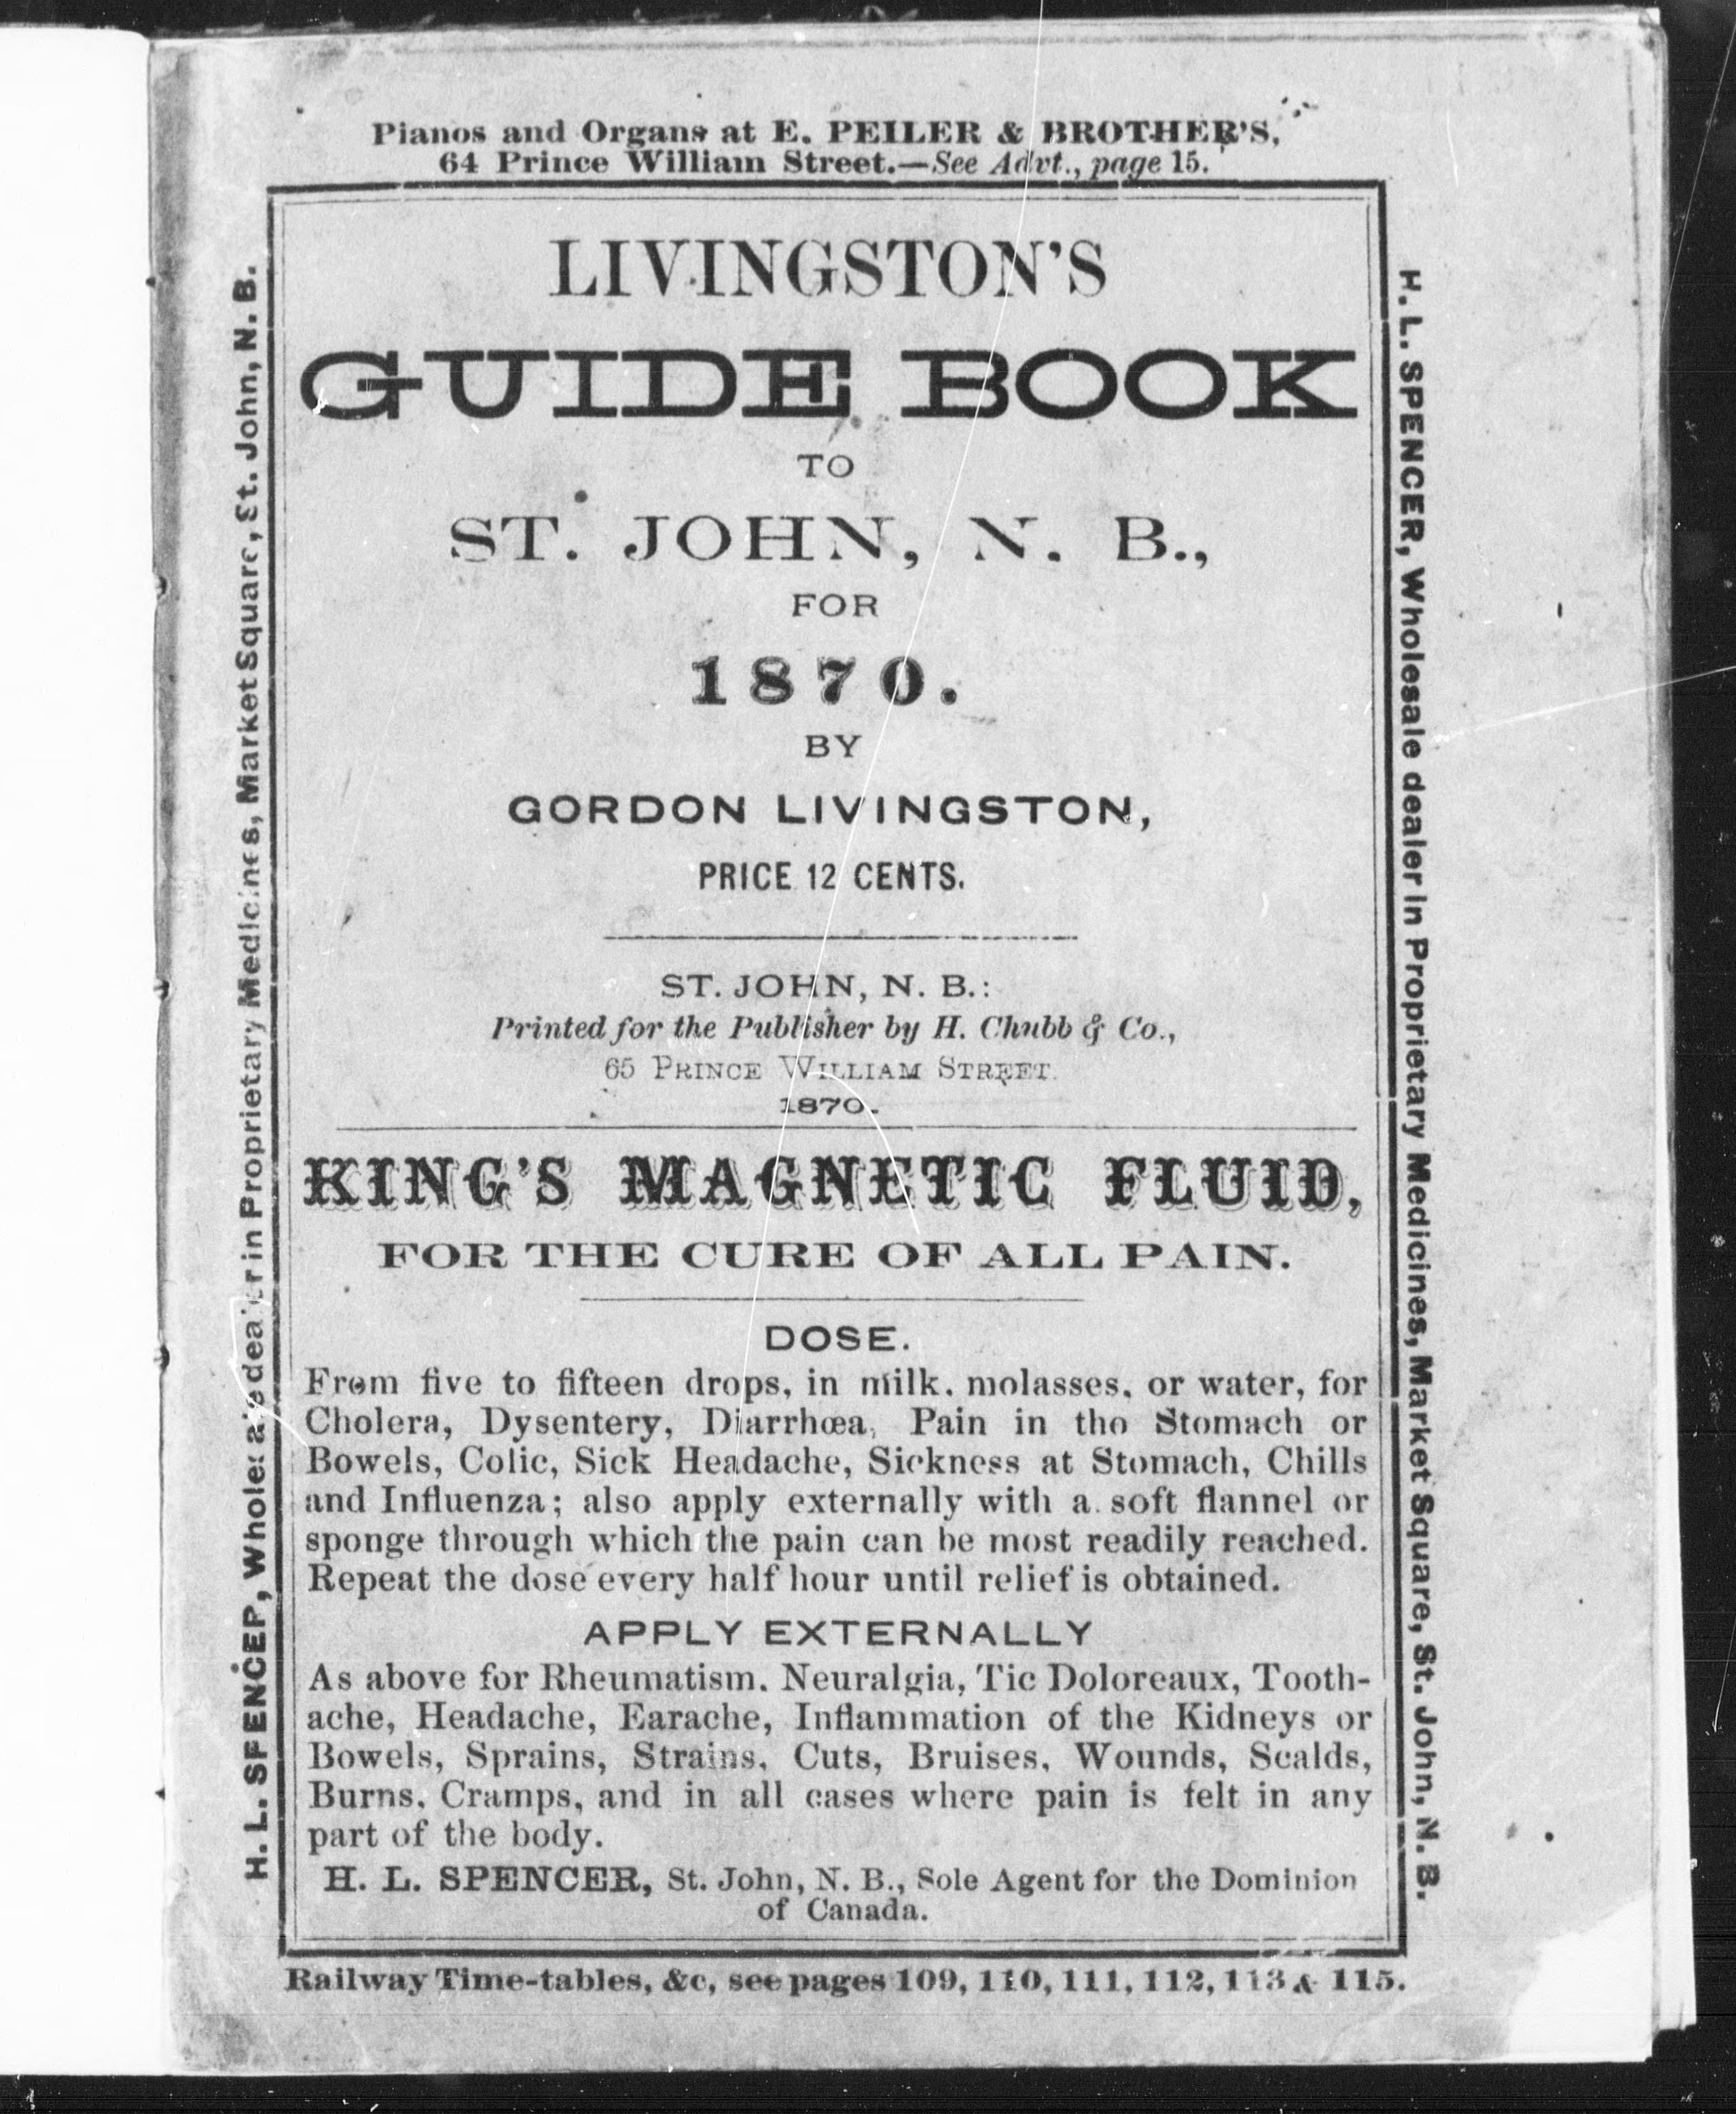 Pianos and Organs at E. PEILER & BROTHER'S,
64 Prince William Street.—See Advt., page 15.
H. L. SPENCER, Wholesale dealer in Proprietary Medicines, Market Square, St. John, N. B.
LIVINGSTON'S
GUIDE BOOK
TO
ST. JOHN, N. B.,
FOR
1870.
BY
GORDON LIVINGSTON,
PRICE 12 CENTS.
ST. JOHN, N. B.:
Printed for the Publisher by H. Chubb & Co.,
65 PRINCE WILLIAM STREET.
1870.
KING'S MAGNETIC FLUID,
FOR THE CURE OF ALL PAIN.
DOSE.
From five to fifteen drops, in milk, molasses, or water, for
Cholera, Dysentery, Diarrhœa, Pain in the Stomach or
Bowels, Colic, Sick Headache, Sickness at Stomach, Chills
and Influenza; also apply externally with a soft flannel or
sponge through which the pain can be most readily reached.
Repeat the dose every half hour until relief is obtained.
APPLY EXTERNALLY
As above for Rheumatism, Neuralgia, Tic Doloreaux, Tooth-
ache, Headache, Earache, Inflammation of the Kidneys or
Bowels, Sprains, Strains, Cuts, Bruises, Wounds, Scalds,
Burns, Cramps, and in all cases where pain is felt in any
part of the body.
H. L. SPENCER, St. John, N. B., Sole Agent for the Dominion
of Canada.
H. L. SPENCER, Wholesale dealer in Proprietary Medicines, Market Square, St. John, N. B.
Railway Time-tables, &c, see pages 109, 110, 111, 112, 113 & 115.